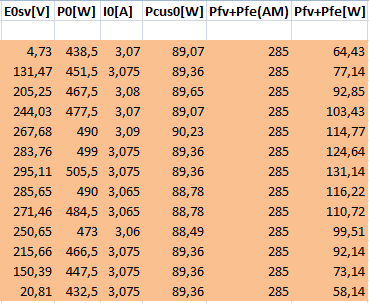 E0sv[V] P0[W] I0[A] Pcus0[W] Pfv+Pfe(AM) Pfv+Pfe[W]
4,73 438,5 3,07 89,07 285 64,43
131,47 451,5 3,075 89,36 285 77,14
205,25 467,5 3,08 89,65 285 92,85
244,03 477,5 3,07 89,07 285 103,43
267,68 490 3,09 90,23 285 114,77
283,76 499 3,075 89,36 285 124,64
295,11 505,5 3,075 89,36 285 131,14
285,65 490 3,065 88,78 285 116,22
271,46 484,5 3,065 88,78 285 110,72
250,65 473 3,06 88,49 285 99,51
215,66 466,5 3,075 89,36 285 92,14
150,39 447,5 3,075 89,36 285 73,14
20,81 432,5 3,075 89,36 285 58,14